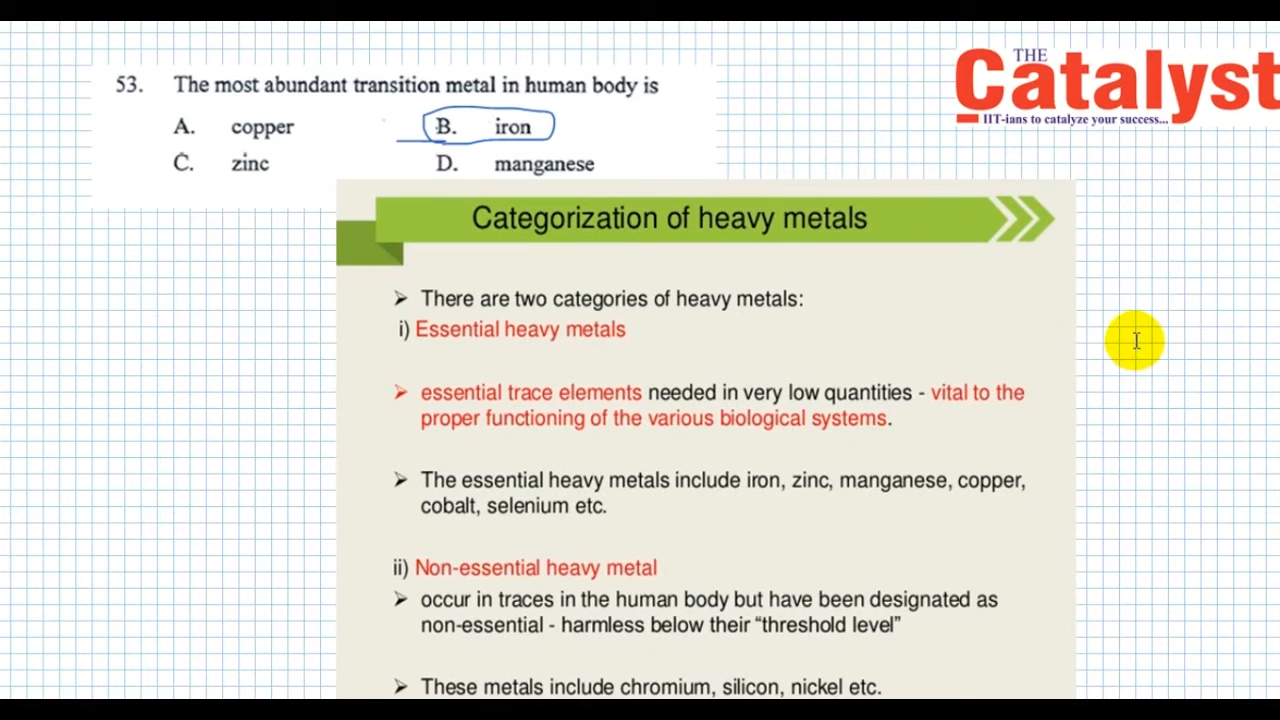 THE
Catalyst
IIT-ians to catalyze your success...
53. The most abundant transition metal in human body is
A. copper B. iron
C. zinc D. manganese
Categorization of heavy metals
➢ There are two categories of heavy metals:
i) Essential heavy metals
➢ essential trace elements needed in very low quantities - vital to the
proper functioning of the various biological systems.
➢ The essential heavy metals include iron, zinc, manganese, copper,
cobalt, selenium etc.
ii) Non-essential heavy metal
➢ occur in traces in the human body but have been designated as
non-essential - harmless below their “threshold level”
➢ These metals include chromium, silicon, nickel etc.